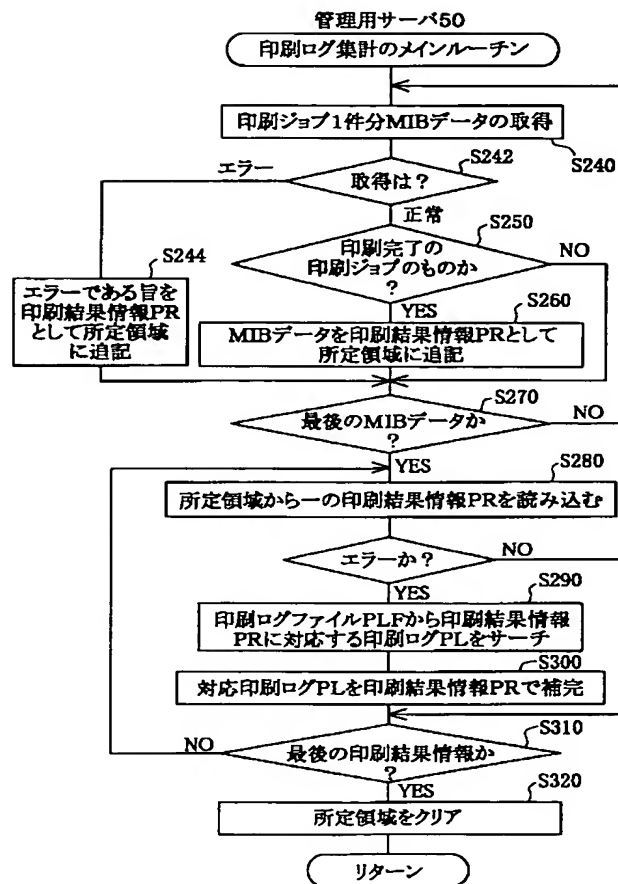 管理用サーバ50
印刷ログ集計のメインルーチン
印刷ジョブ1件分MIBデータの取得
S240
S242
エラー
取得は?
正常
S250
印刷完了の
印刷ジョブのものか
?
NO
YES
S244
エラーである旨を
印刷結果情報PR
として所定領域
に追記
S260
MIBデータを印刷結果情報PRとして
所定領域に追記
S270
最後のMIBデータか
?
NO
YES
S280
所定領域から一の印刷結果情報PRを読み込む
エラーか?
NO
YES
S290
印刷ログファイルPLFから印刷結果情報
PRに対応する印刷ログPLをサーチ
S300
対応印刷ログPLを印刷結果情報PRで補完
S310
NO
最後の印刷結果情報か
?
YES
S320
所定領域をクリア
リターン